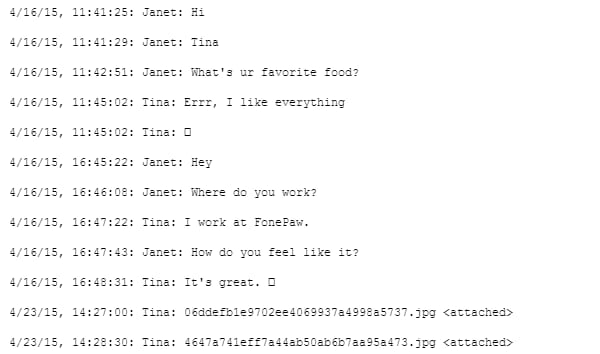 4/16/15, 11:41:25: Janet: Hi
4/16/15, 11:41:29: Janet: Tina
4/16/15, 11:42:51: Janet: What's ur favorite food?
4/16/15, 11:45:02: Tina: Errr, I like everything
4/16/15, 11:45:02: Tina: 
4/16/15, 16:45:22: Janet: Hey
4/16/15, 16:46:08: Janet: Where do you work?
4/16/15, 16:47:22: Tina: I work at FonePaw.
4/16/15, 16:47:43: Janet: How do you feel like it?
4/16/15, 16:48:31: Tina: It's great. 
4/23/15, 14:27:00: Tina: 06ddefb1e9702ee4069937a4998a5737.jpg <attached>
4/23/15, 14:28:30: Tina: 4647a741eff7a44ab50ab6b7aa95a473.jpg <attached>